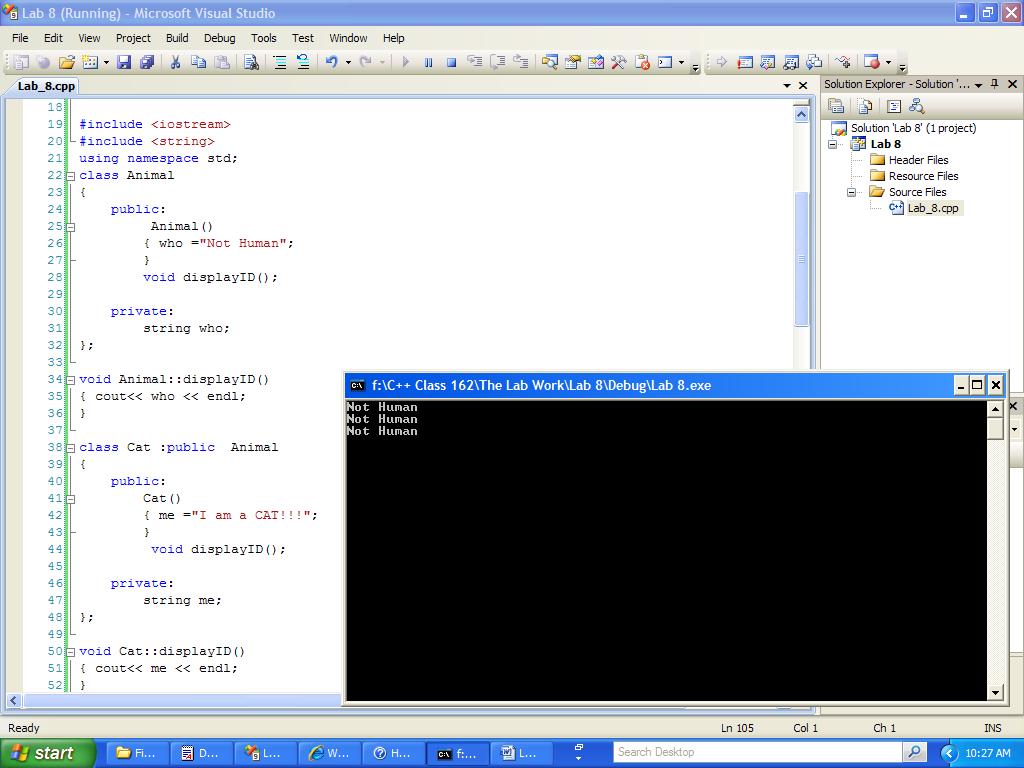 Lab 8 (Running) - Microsoft Visual Studio
File Edit View Project Build Debug Tools Test Window Help
Lab_8.cpp
18
19 #include <iostream>
20 #include <string>
21 using namespace std;
22 class Animal
23 {
24 public:
25 Animal()
26 { who ="Not Human";
27 }
28 void displayID();
29
30 private:
31 string who;
32 };
33
34 void Animal::displayID()
35 { cout<< who << endl;
36 }
37
38 class Cat :public  Animal
39 {
40 public:
41 Cat()
42 { me ="I am a CAT!!!";
43 }
44 void displayID();
45
46 private:
47 string me;
48 };
49
50 void Cat::displayID()
51 { cout<< me << endl;
52 }
Solution Explorer - Solution '...
Solution 'Lab 8' (1 project)
Lab 8
Header Files
Resource Files
Source Files
Lab_8.cpp
C:\ f:\C++ Class 162\The Lab Work\Lab 8\Debug\Lab 8.exe
Not Human
Not Human
Not Human
Ready Ln 105 Col 1 Ch 1 INS
start Fi... D... L... W... H... f:... L... Search Desktop 10:27 AM